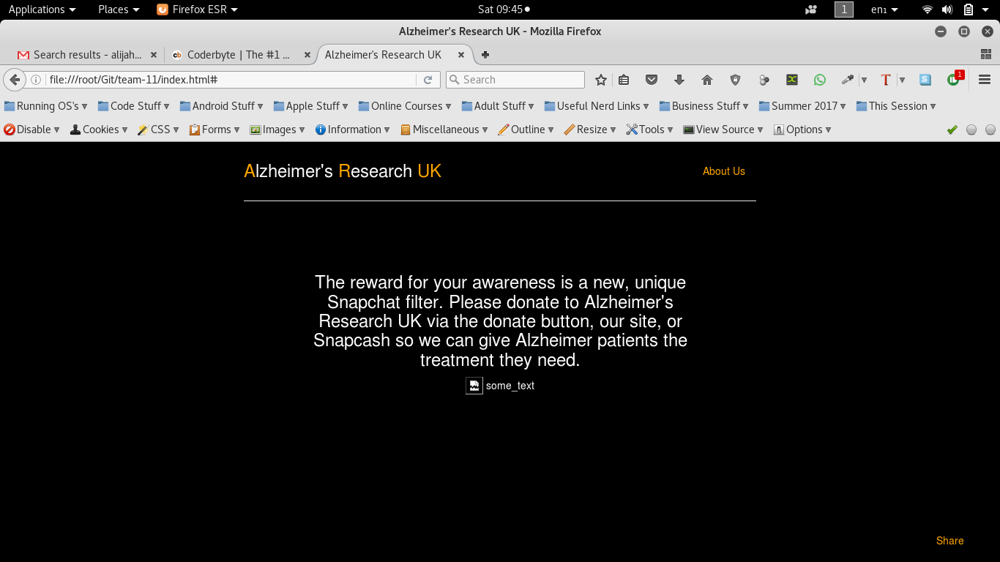 Applications Places Firefox ESR Sat 09:45 1 en₁
Alzheimer's Research UK - Mozilla Firefox
Search results - alijah... cb Coderbyte | The #1 ... Alzheimer's Research UK
file:///root/Git/team-11/index.html# Search T S 1
Running OS's Code Stuff Android Stuff Apple Stuff Online Courses Adult Stuff Useful Nerd Links Business Stuff Summer 2017 This Session
Disable Cookies CSS Forms Images Information Miscellaneous Outline Resize Tools View Source Options
Alzheimer's Research UK About Us
The reward for your awareness is a new, unique
Snapchat filter. Please donate to Alzheimer's
Research UK via the donate button, our site, or
Snapcash so we can give Alzheimer patients the
treatment they need.
some_text
Share